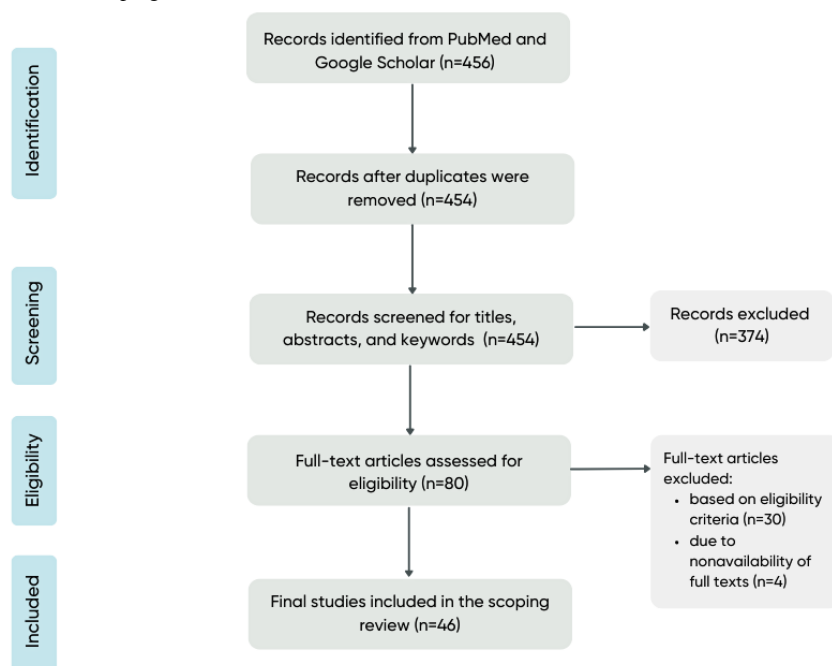 Identification
Records identified from PubMed and
Google Scholar (n=456)
Records after duplicates were
removed (n=454)
Screening
Records screened for titles,
abstracts, and keywords (n=454)
Records excluded
(n=374)
Eligibility
Full-text articles assessed for
eligibility (n=80)
Full-text articles
excluded:
• based on eligibility
criteria (n=30)
• due to
nonavailability of
full texts (n=4)
Included
Final studies included in the scoping
review (n=46)